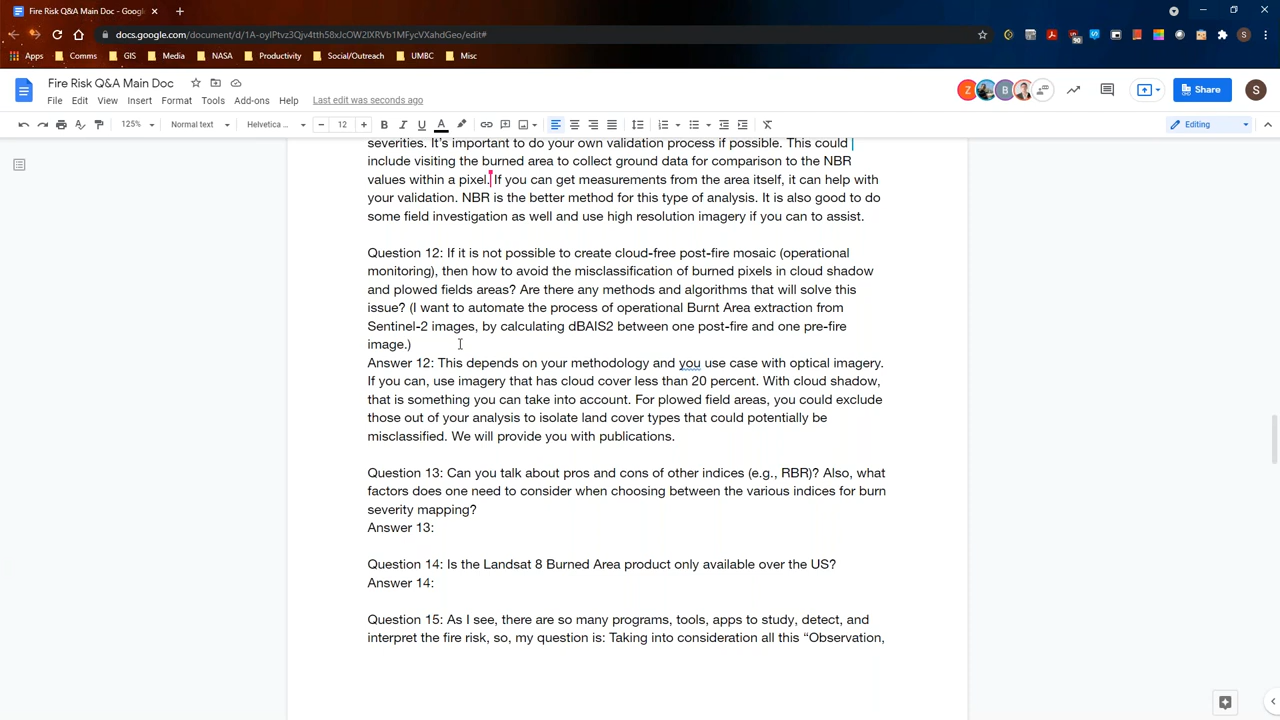 Fire Risk Q&A Main Doc - Googl
docs.google.com/document/d/1A-oyIPtvz3Qjv4tth58xJcOW2IXRVb1MFycVXahdGeo/edit#
Apps Comms GIS Media NASA Productivity Social/Outreach UMBC Misc
Fire Risk Q&A Main Doc
File Edit View Insert Format Tools Add-ons Help Last edit was seconds ago
Z B Share S
125% Normal text Helvetica ... 12 B I U A Editing
severities. It's important to do your own validation process if possible. This could
include visiting the burned area to collect ground data for comparison to the NBR
values within a pixel. If you can get measurements from the area itself, it can help with
your validation. NBR is the better method for this type of analysis. It is also good to do
some field investigation as well and use high resolution imagery if you can to assist.
Question 12: If it is not possible to create cloud-free post-fire mosaic (operational
monitoring), then how to avoid the misclassification of burned pixels in cloud shadow
and plowed fields areas? Are there any methods and algorithms that will solve this
issue? (I want to automate the process of operational Burnt Area extraction from
Sentinel-2 images, by calculating dBAIS2 between one post-fire and one pre-fire
image.)
Answer 12: This depends on your methodology and you use case with optical imagery.
If you can, use imagery that has cloud cover less than 20 percent. With cloud shadow,
that is something you can take into account. For plowed field areas, you could exclude
those out of your analysis to isolate land cover types that could potentially be
misclassified. We will provide you with publications.
Question 13: Can you talk about pros and cons of other indices (e.g., RBR)? Also, what
factors does one need to consider when choosing between the various indices for burn
severity mapping?
Answer 13:
Question 14: Is the Landsat 8 Burned Area product only available over the US?
Answer 14:
Question 15: As I see, there are so many programs, tools, apps to study, detect, and
interpret the fire risk, so, my question is: Taking into consideration all this “Observation,